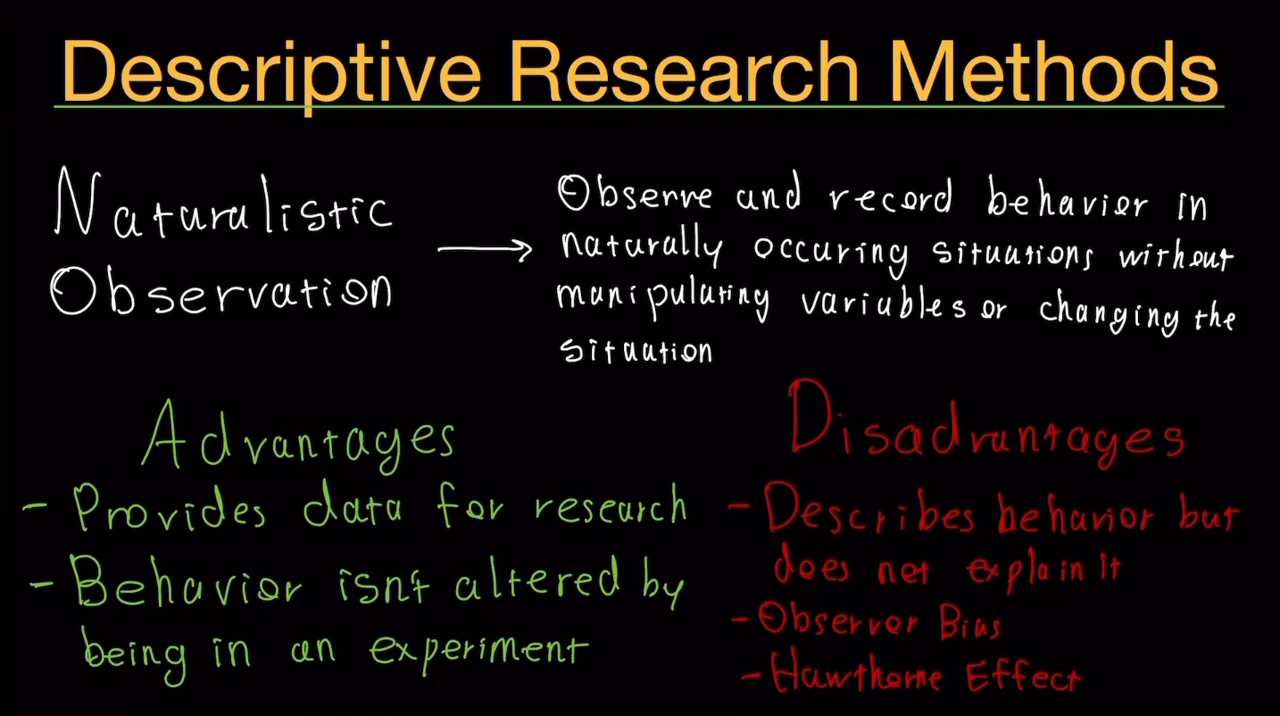 Descriptive Research Methods
Naturalistic
Observation
Observe and record behavior in
naturally occuring situations without
manipulating variables or changing the
situation
Advantages
- Provides data for research
- Behavior isn't altered by
being in an experiment
Disadvantages
- Describes behavior but
does not explain it
- Observer Bias
- Hawthorne Effect